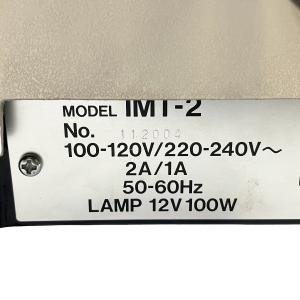 MODEL IMT-2
No. 112004
100-120V/220-240V~
2A/1A
50-60Hz
LAMP 12V 100W